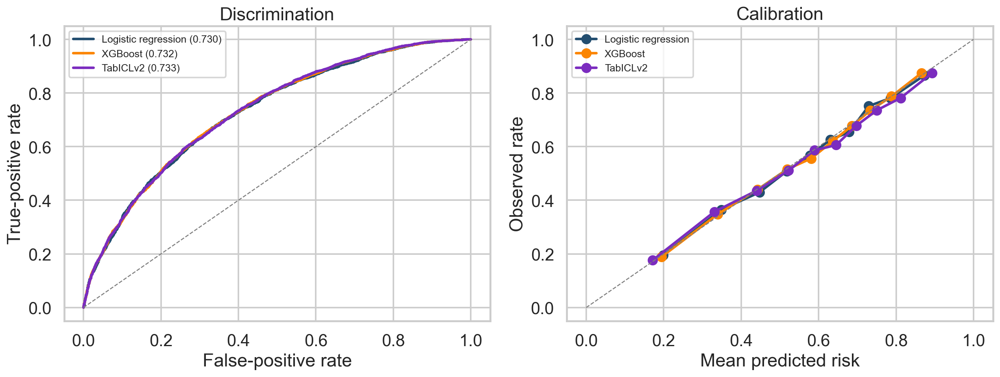 Discrimination
Logistic regression (0.730)
XGBoost (0.732)
TabICLv2 (0.733)
True-positive rate
1.0
0.8
0.6
0.4
0.2
0.0
0.0 0.2 0.4 0.6 0.8 1.0
False-positive rate
Calibration
Logistic regression
XGBoost
TabICLv2
Observed rate
1.0
0.8
0.6
0.4
0.2
0.0
0.0 0.2 0.4 0.6 0.8 1.0
Mean predicted risk